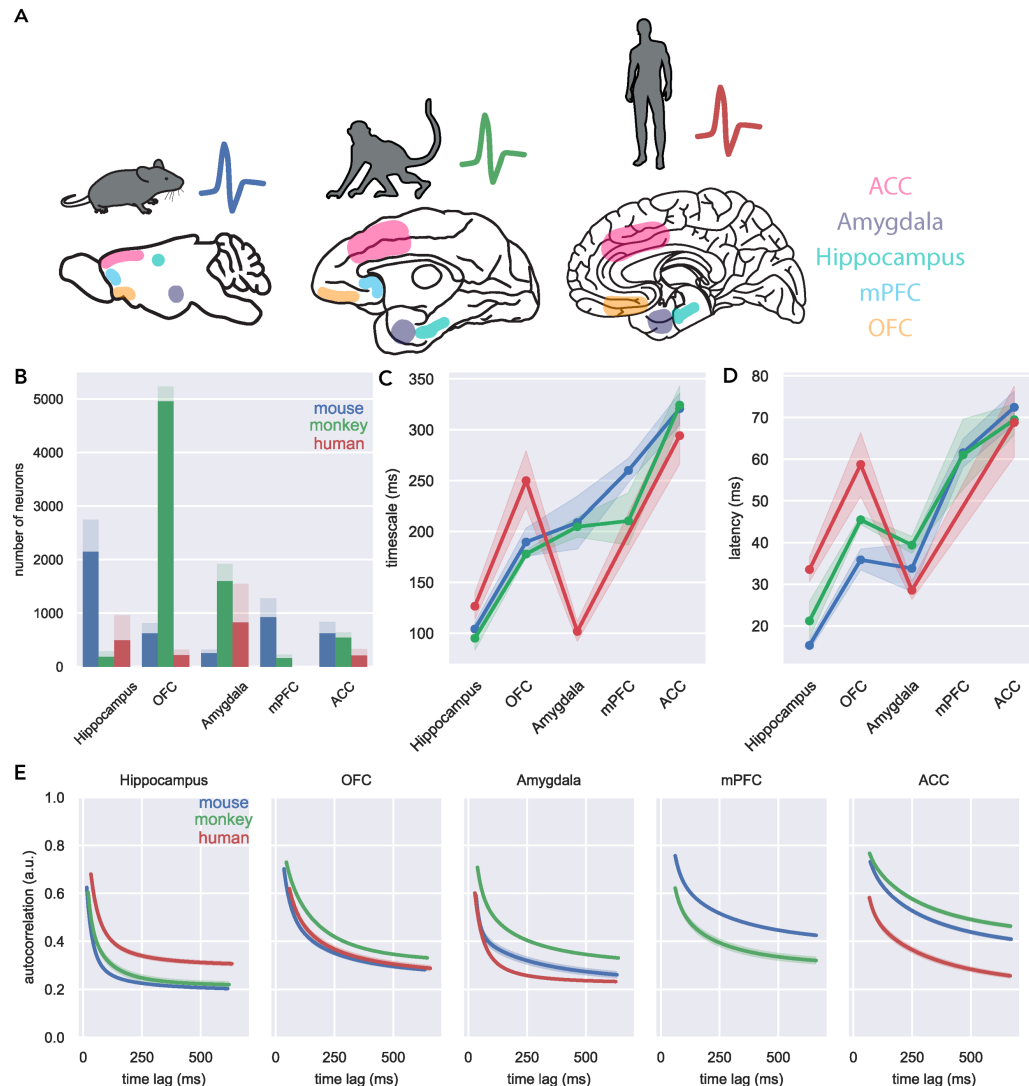 A
ACC
Amygdala
Hippocampus
mPFC
OFC
B
number of neurons
5000
4000
3000
2000
1000
0
mouse
monkey
human
Hippocampus
OFC
Amygdala
mPFC
ACC
C
timescale (ms)
350
300
250
200
150
100
Hippocampus
OFC
Amygdala
mPFC
ACC
D
latency (ms)
80
70
60
50
40
30
20
Hippocampus
OFC
Amygdala
mPFC
ACC
E
Hippocampus
OFC
Amygdala
mPFC
ACC
autocorrelation (a.u.)
1.0
0.8
0.6
0.4
0.2
0.0
mouse
monkey
human
0 250 500
time lag (ms)
0 250 500
time lag (ms)
0 250 500
time lag (ms)
0 250 500
time lag (ms)
0 250 500
time lag (ms)